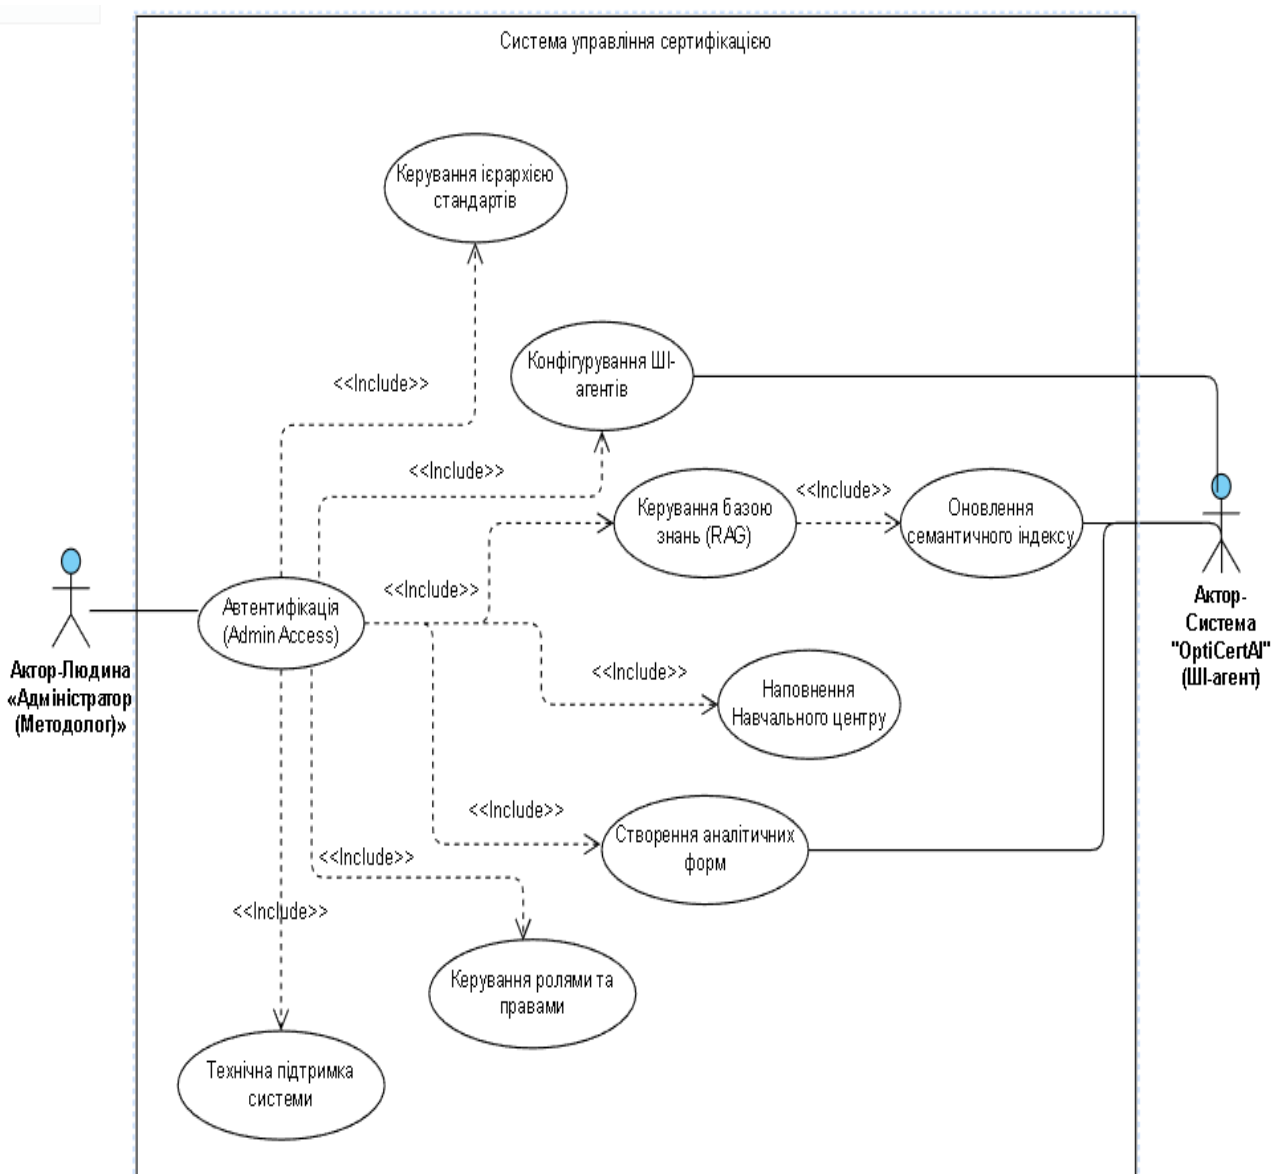 Система управління сертифікацією
Керування ієрархією
стандартів
<<Include>>
Конфігурування ШІ-
агентів
<<Include>>
Керування базою
знань (RAG)
<<Include>>
Оновлення
семантичного індексу
<<Include>>
Автентифікація
(Admin Access)
Актор-Людина
«Адміністратор
(Методолог)»
Актор-
Система
"OptiCertAI"
(ШІ-агент)
<<Include>>
Наповнення
Навчального центру
<<Include>>
Створення аналітичних
форм
<<Include>>
<<Include>>
Керування ролями та
правами
Технічна підтримка
системи